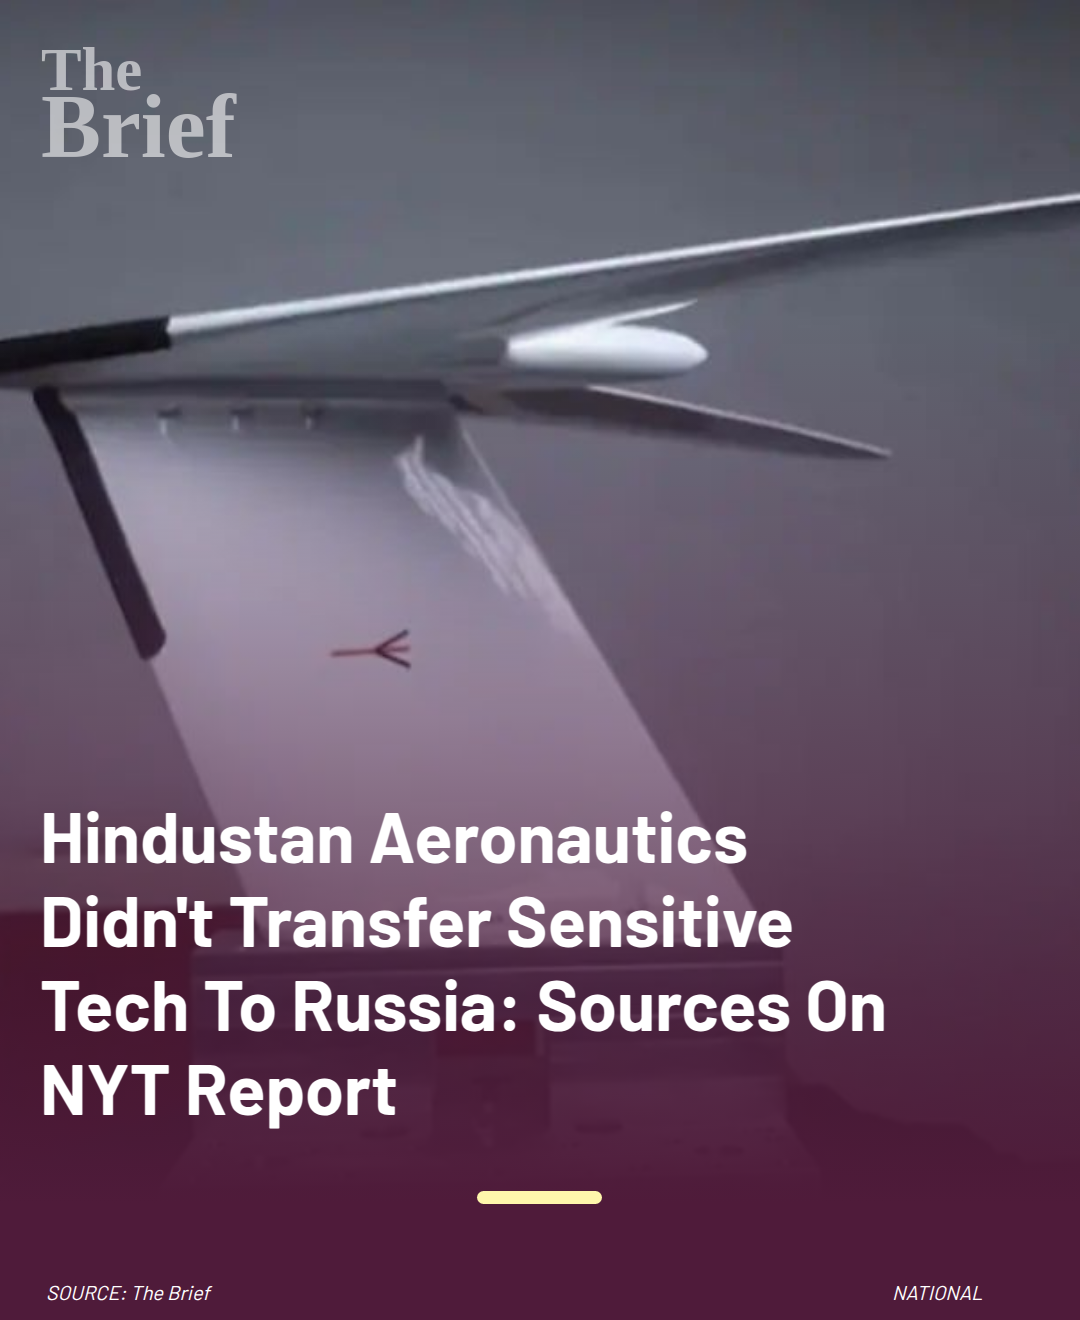 The
Brief
Hindustan Aeronautics
Didn't Transfer Sensitive
Tech To Russia: Sources On
NYT Report
SOURCE: The Brief
NATIONAL